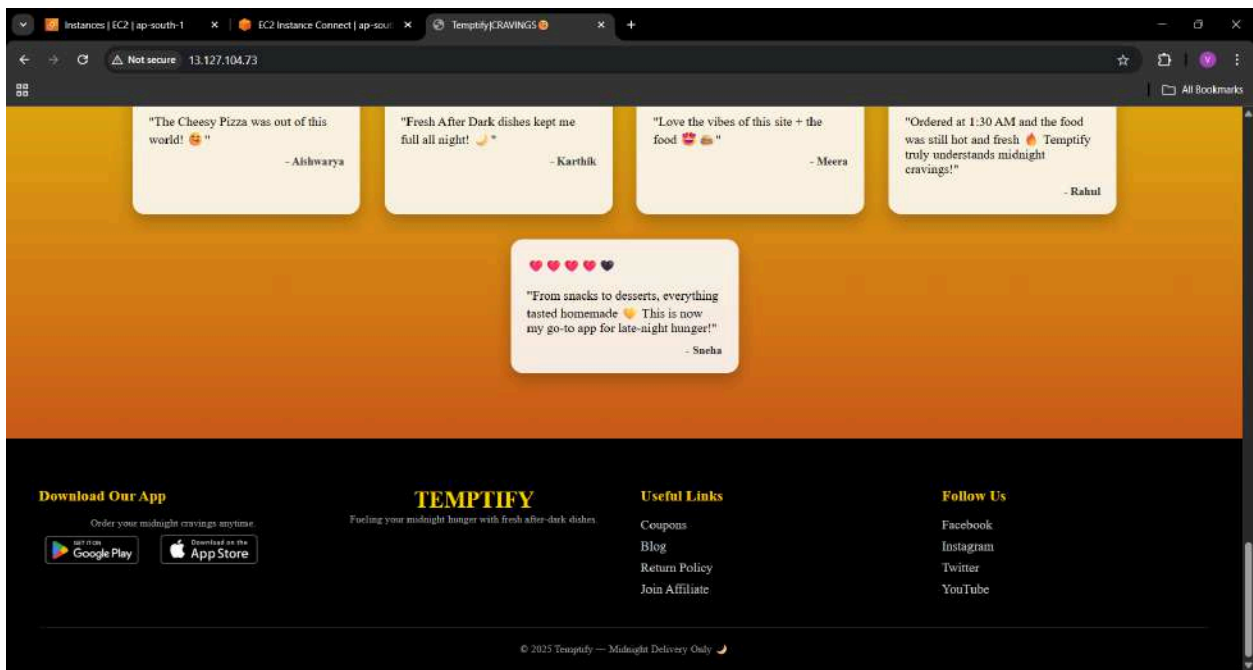 Instances | EC2 | ap-south-1
EC2 Instance Connect | ap-sout
Temptify|CRAVINGS😋
Not secure 13.127.104.73
V
All Bookmarks
"The Cheesy Pizza was out of this
world! 😋 "
- Aishwarya
"Fresh After Dark dishes kept me
full all night! 🌙 "
- Karthik
"Love the vibes of this site + the
food 😍 🍔 "
- Meera
"Ordered at 1:30 AM and the food
was still hot and fresh 🔥 Temptify
truly understands midnight
cravings!"
- Rahul
"From snacks to desserts, everything
tasted homemade 💛 This is now
my go-to app for late-night hunger!"
- Sneha
Download Our App
Order your midnight cravings anytime.
GET IT ON
Google Play
Download on the
App Store
TEMPTIFY
Fueling your midnight hunger with fresh after-dark dishes.
Useful Links
Coupons
Blog
Return Policy
Join Affiliate
Follow Us
Facebook
Instagram
Twitter
YouTube
© 2025 Temptify — Midnight Delivery Only 🌙